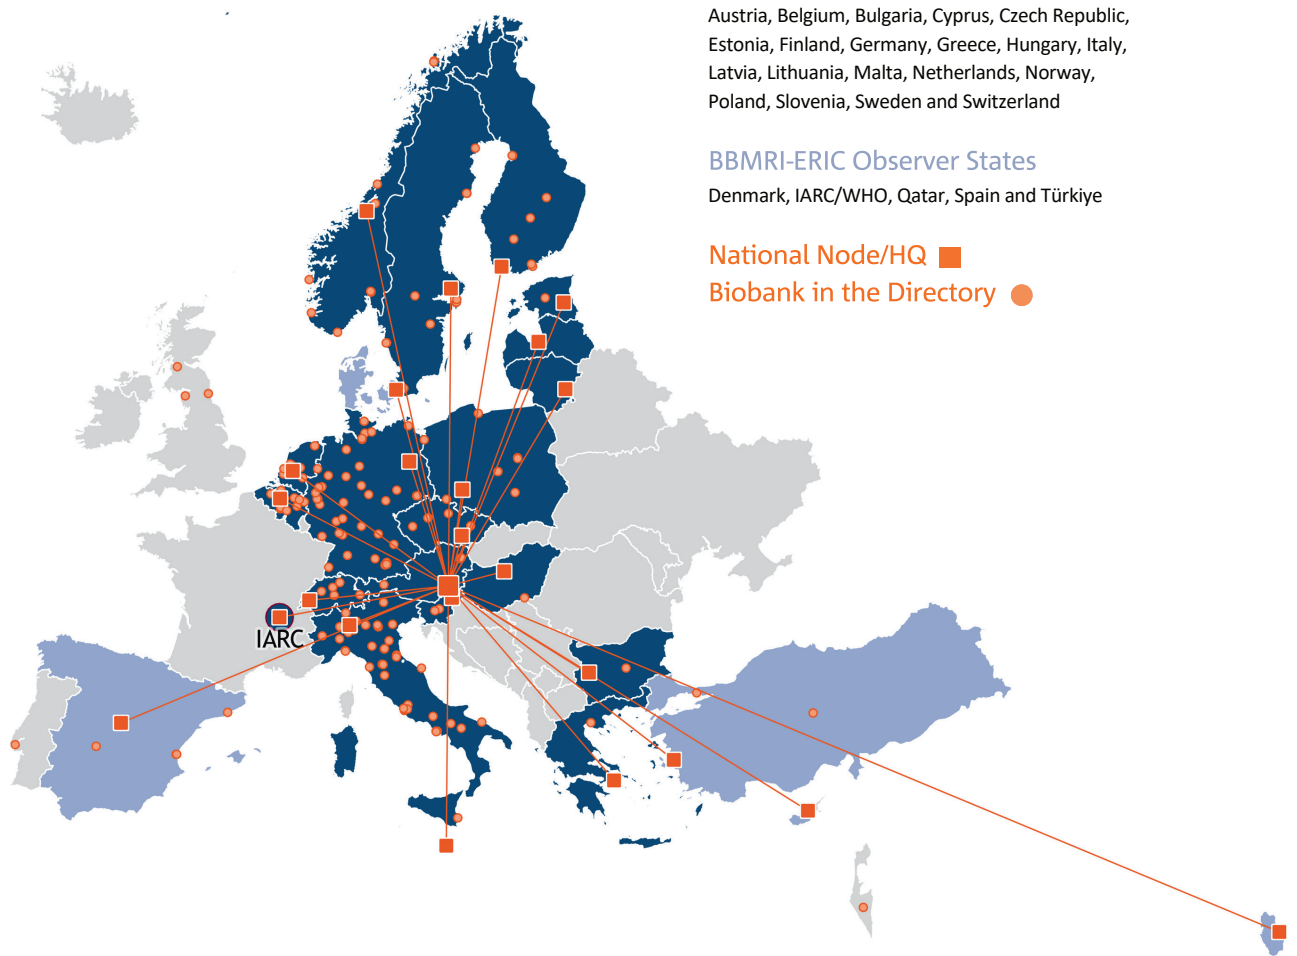 Austria, Belgium, Bulgaria, Cyprus, Czech Republic,
Estonia, Finland, Germany, Greece, Hungary, Italy,
Latvia, Lithuania, Malta, Netherlands, Norway,
Poland, Slovenia, Sweden and Switzerland
BBMRI-ERIC Observer States
Denmark, IARC/WHO, Qatar, Spain and Türkiye
National Node/HQ
Biobank in the Directory
IARC